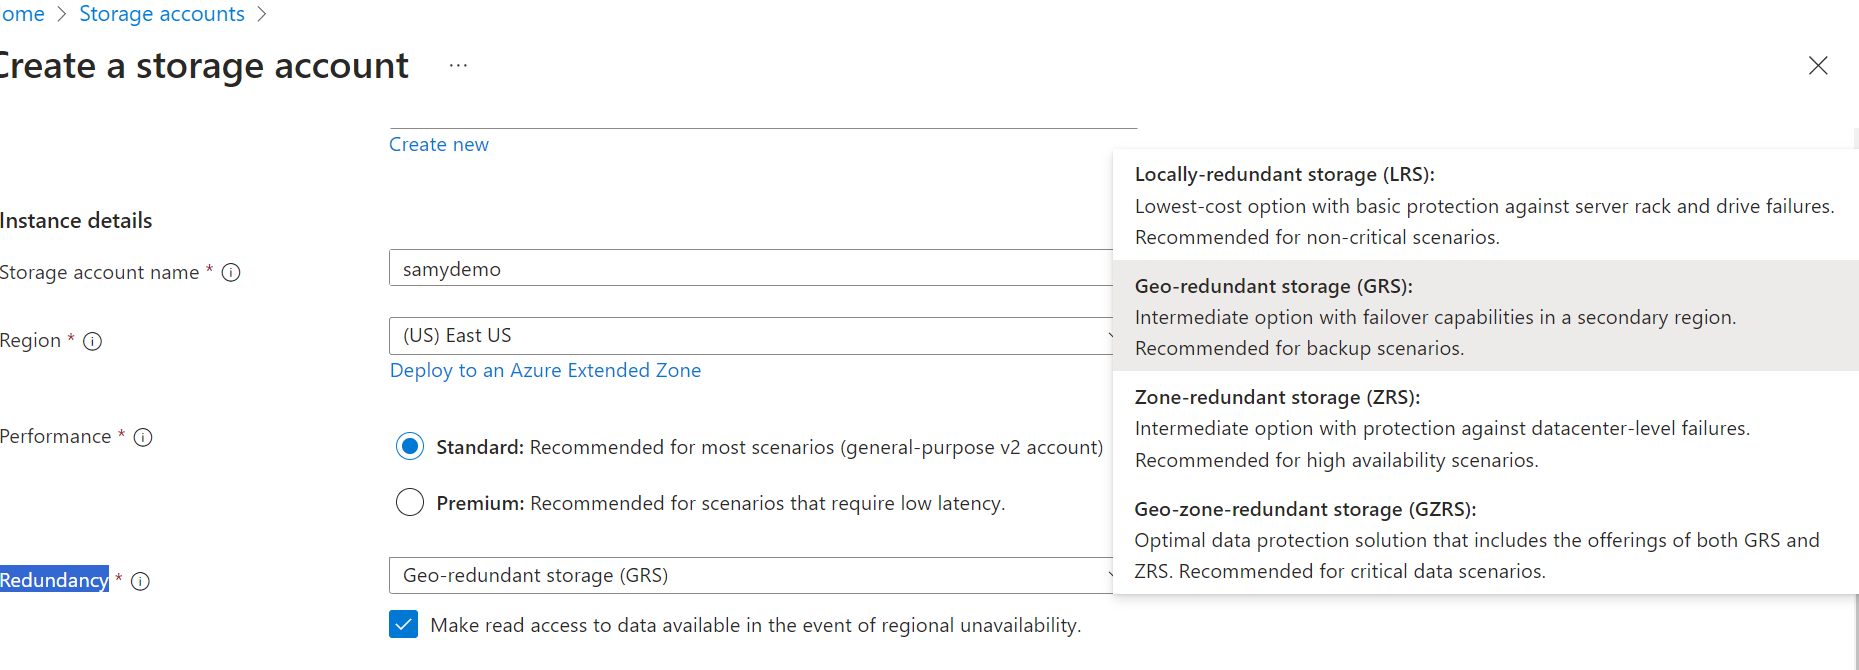 ome > Storage accounts >
Create a storage account ...
Create new
Instance details
Storage account name *
samydemo
Region *
(US) East US
Deploy to an Azure Extended Zone
Performance *
Standard: Recommended for most scenarios (general-purpose v2 account)
Premium: Recommended for scenarios that require low latency.
Redundancy *
Geo-redundant storage (GRS)
Make read access to data available in the event of regional unavailability.
Locally-redundant storage (LRS):
Lowest-cost option with basic protection against server rack and drive failures.
Recommended for non-critical scenarios.
Geo-redundant storage (GRS):
Intermediate option with failover capabilities in a secondary region.
Recommended for backup scenarios.
Zone-redundant storage (ZRS):
Intermediate option with protection against datacenter-level failures.
Recommended for high availability scenarios.
Geo-zone-redundant storage (GZRS):
Optimal data protection solution that includes the offerings of both GRS and
ZRS. Recommended for critical data scenarios.